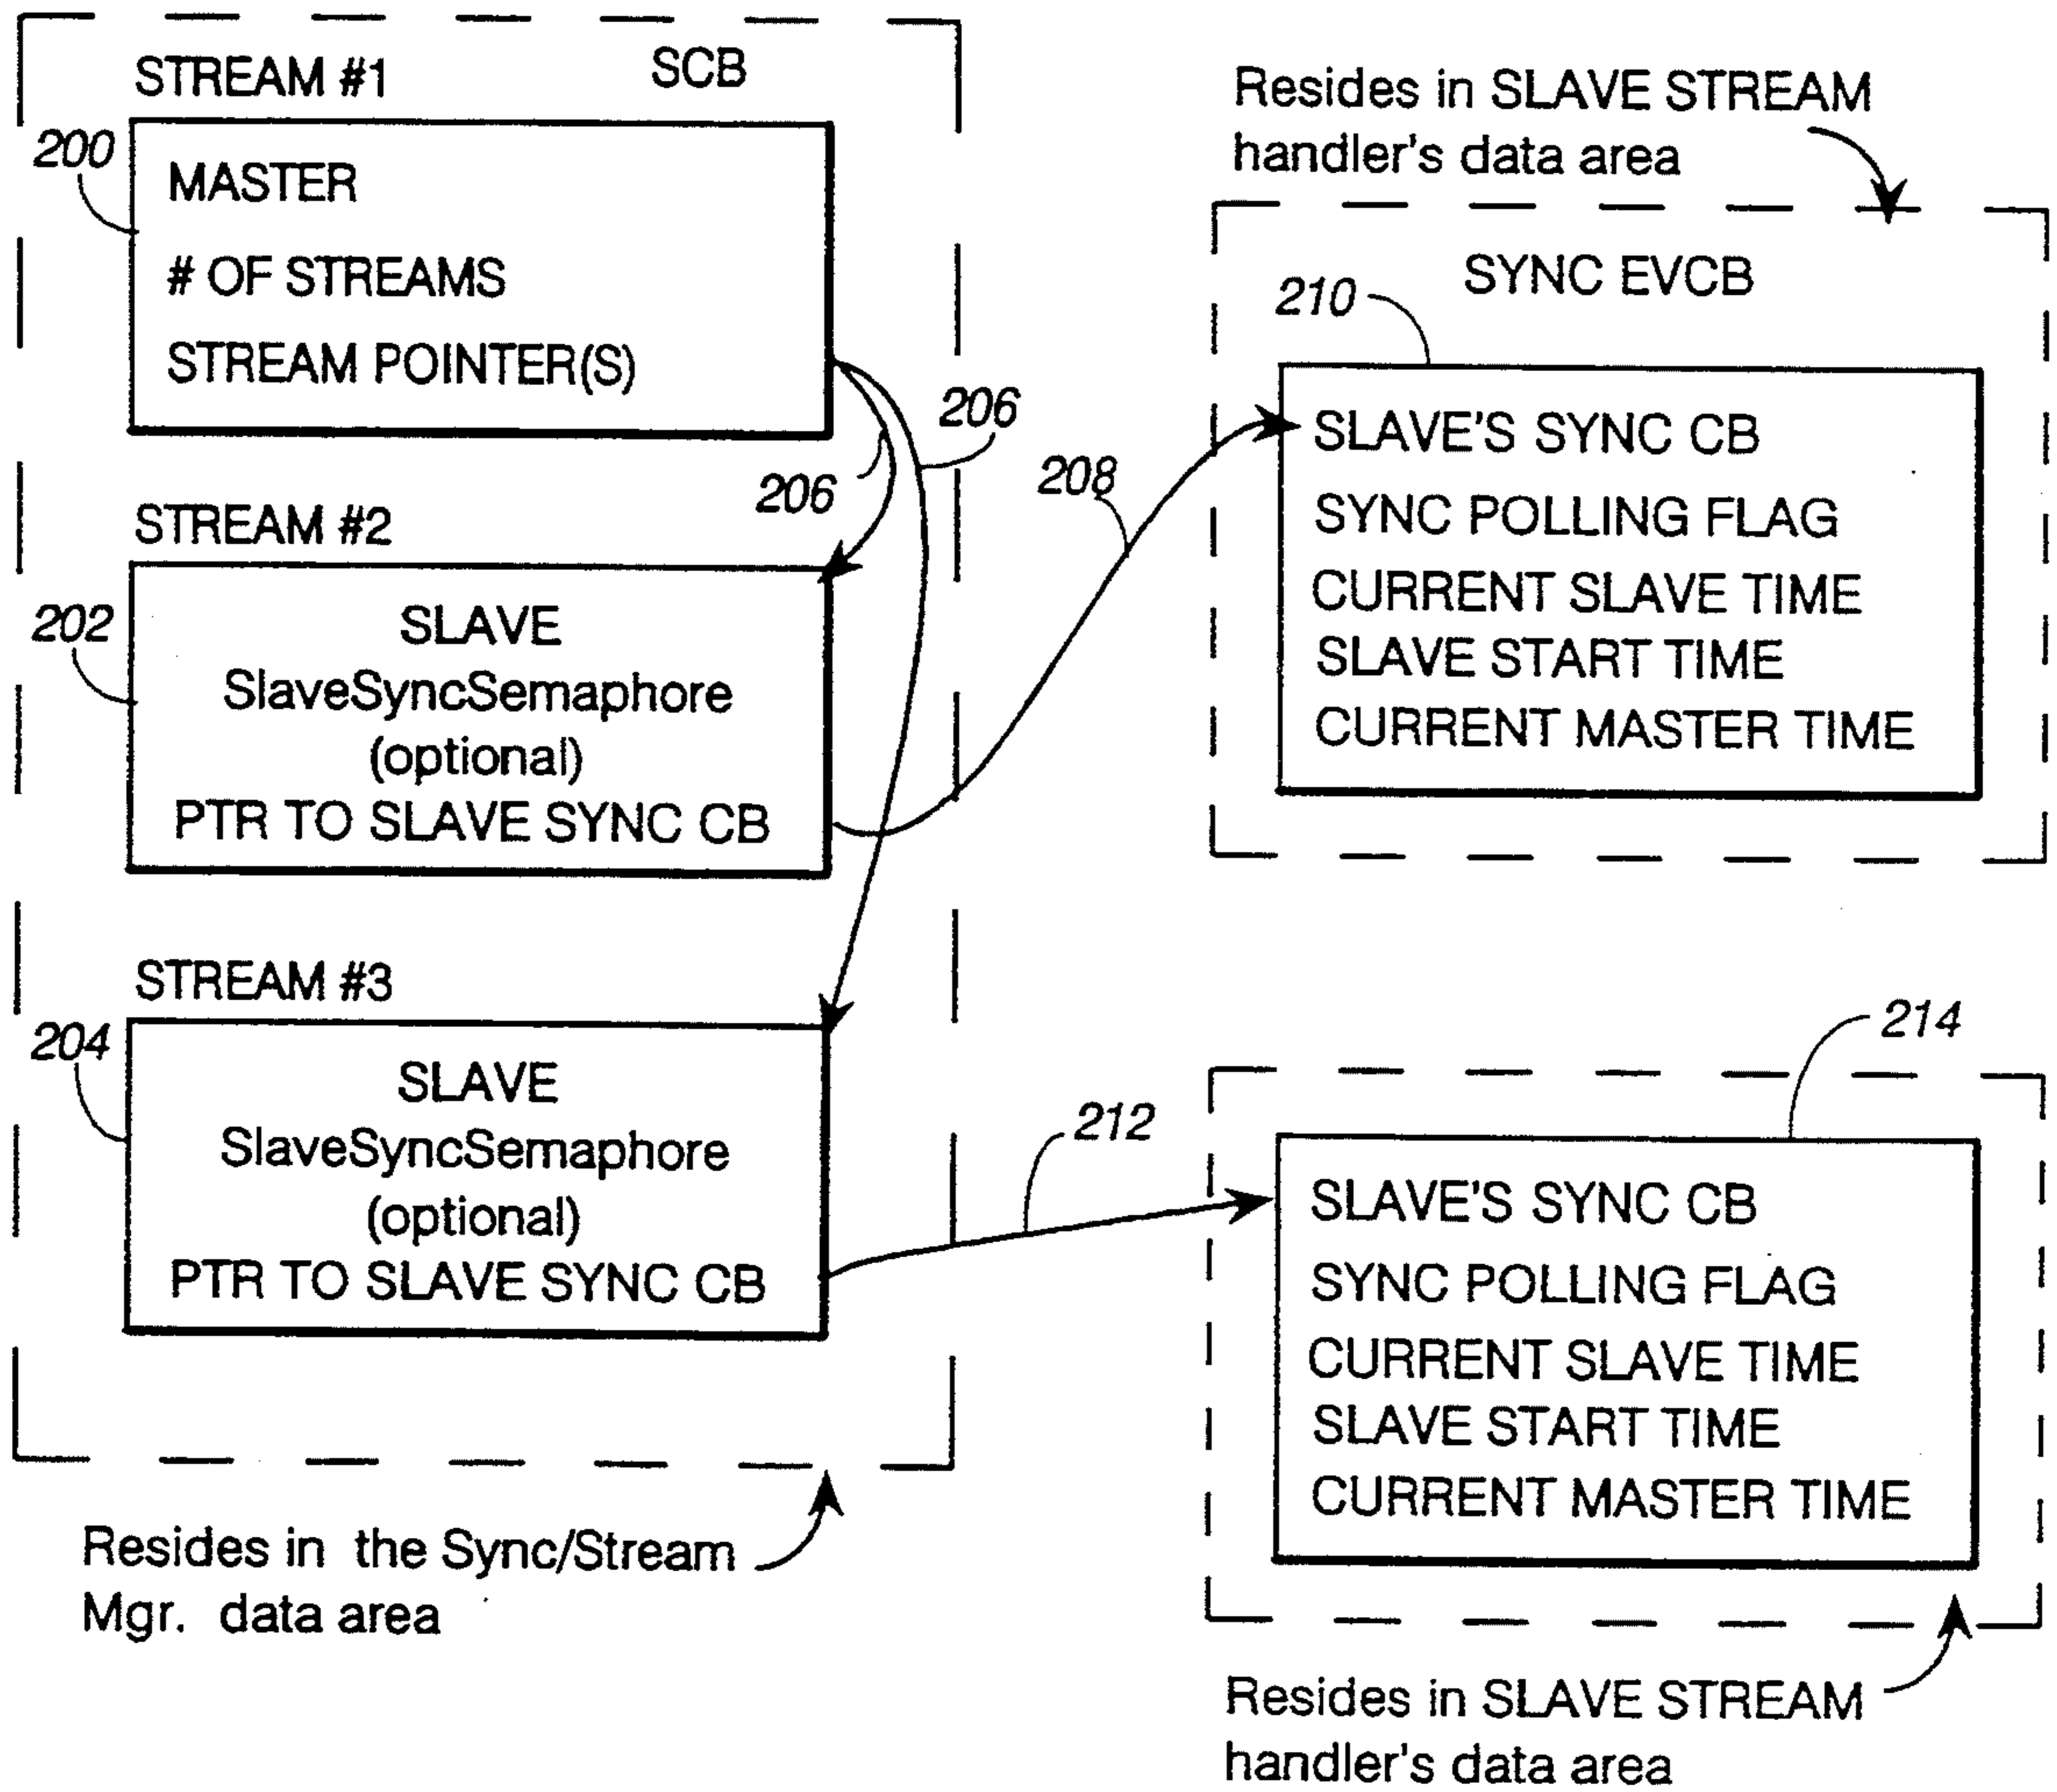 STREAM #1
SCB
200
MASTER
# OF STREAMS
STREAM POINTER(S)
206
206
STREAM #2
202
SLAVE
SlaveSyncSemaphore
(optional)
PTR TO SLAVE SYNC CB
208
STREAM #3
204
SLAVE
SlaveSyncSemaphore
(optional)
PTR TO SLAVE SYNC CB
212
Resides in the Sync/Stream
Mgr. data area
Resides in SLAVE STREAM
handler's data area
SYNC EVCB
210
SLAVE'S SYNC CB
SYNC POLLING FLAG
CURRENT SLAVE TIME
SLAVE START TIME
CURRENT MASTER TIME
214
SLAVE'S SYNC CB
SYNC POLLING FLAG
CURRENT SLAVE TIME
SLAVE START TIME
CURRENT MASTER TIME
Resides in SLAVE STREAM
handler's data area